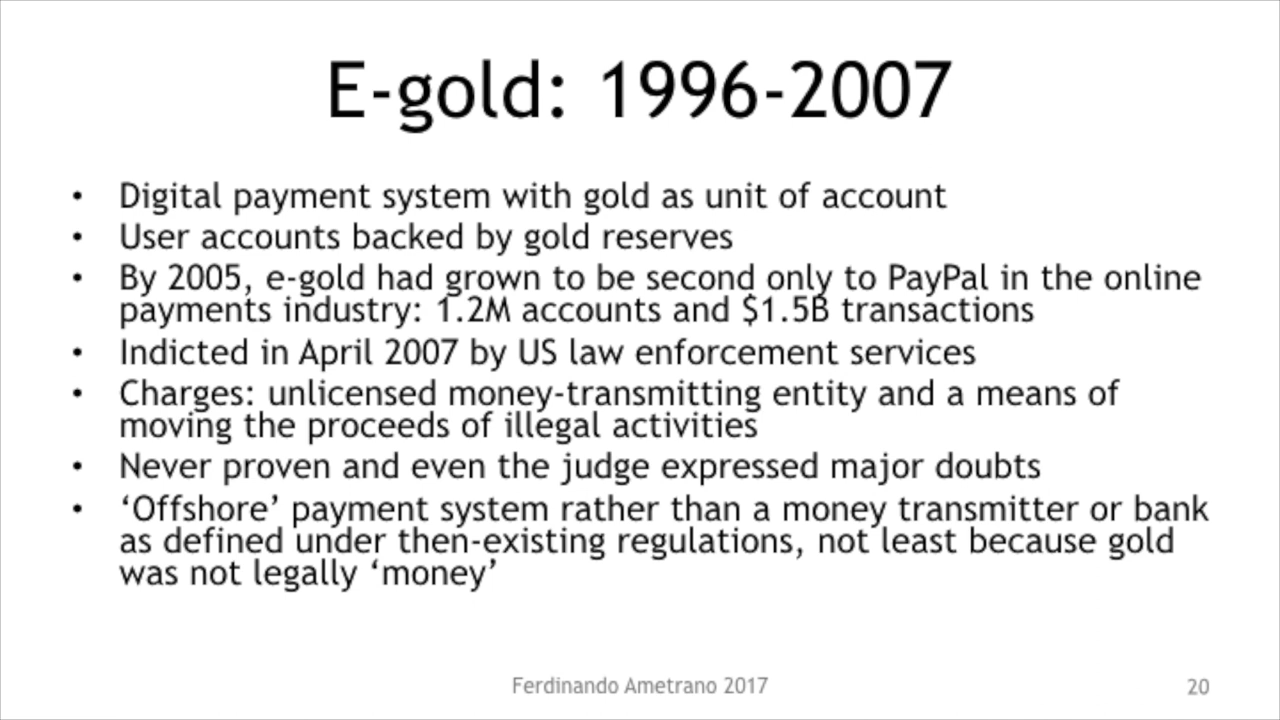 E-gold: 1996-2007
• Digital payment system with gold as unit of account
• User accounts backed by gold reserves
• By 2005, e-gold had grown to be second only to PayPal in the online
payments industry: 1.2M accounts and $1.5B transactions
• Indicted in April 2007 by US law enforcement services
• Charges: unlicensed money-transmitting entity and a means of
moving the proceeds of illegal activities
• Never proven and even the judge expressed major doubts
• ‘Offshore’ payment system rather than a money transmitter or bank
as defined under then-existing regulations, not least because gold
was not legally ‘money’
Ferdinando Ametrano 2017
20